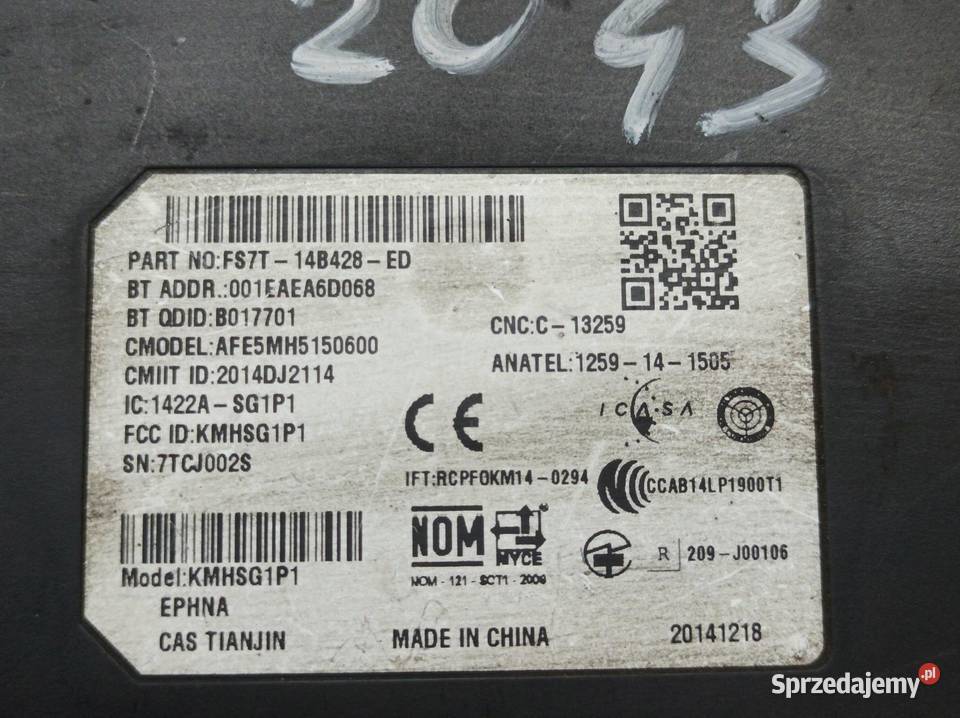 2043
PART NO:FS7T-14B428-ED
BT ADDR.:001EAEA6D068
BT QDID:B017701
CMODEL:AFE5MH5150600
CMIIT ID:2014DJ2114
IC:1422A-SG1P1
FCC ID:KMHSG1P1
SN:7TCJ002S
CNC:C-13259
ANATEL:1259-14-1505
CE
ICASA
IFT:RCPFOKM14-0294
CCAB14LP1900T1
NOM
NYCE
NOM-121-SCT1-2009
R 209-J00106
Model:KMHSG1P1
EPHNA
CAS TIANJIN
MADE IN CHINA
20141218
Sprzedajemy.pl